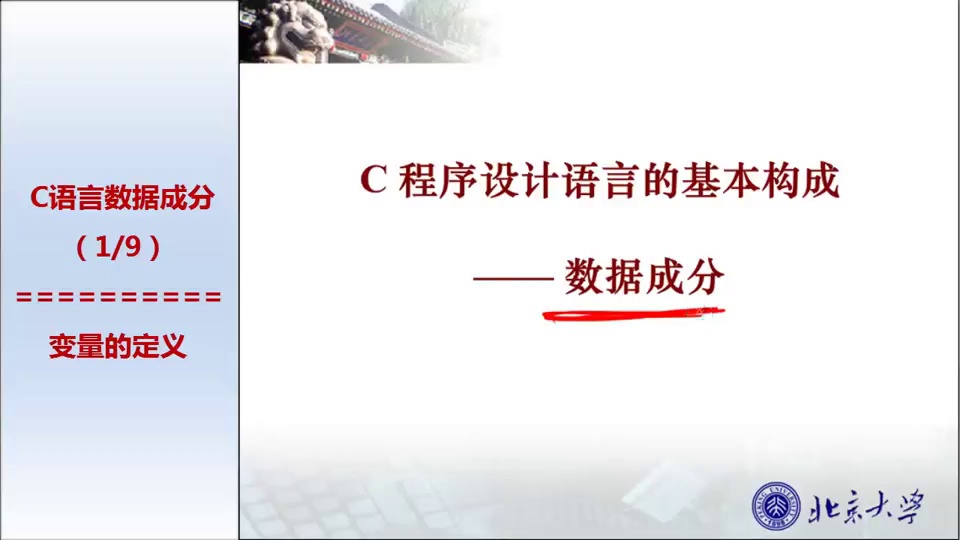 C语言数据成分
（1/9）
==========
变量的定义
C 程序设计语言的基本构成
—— 数据成分
北京大学